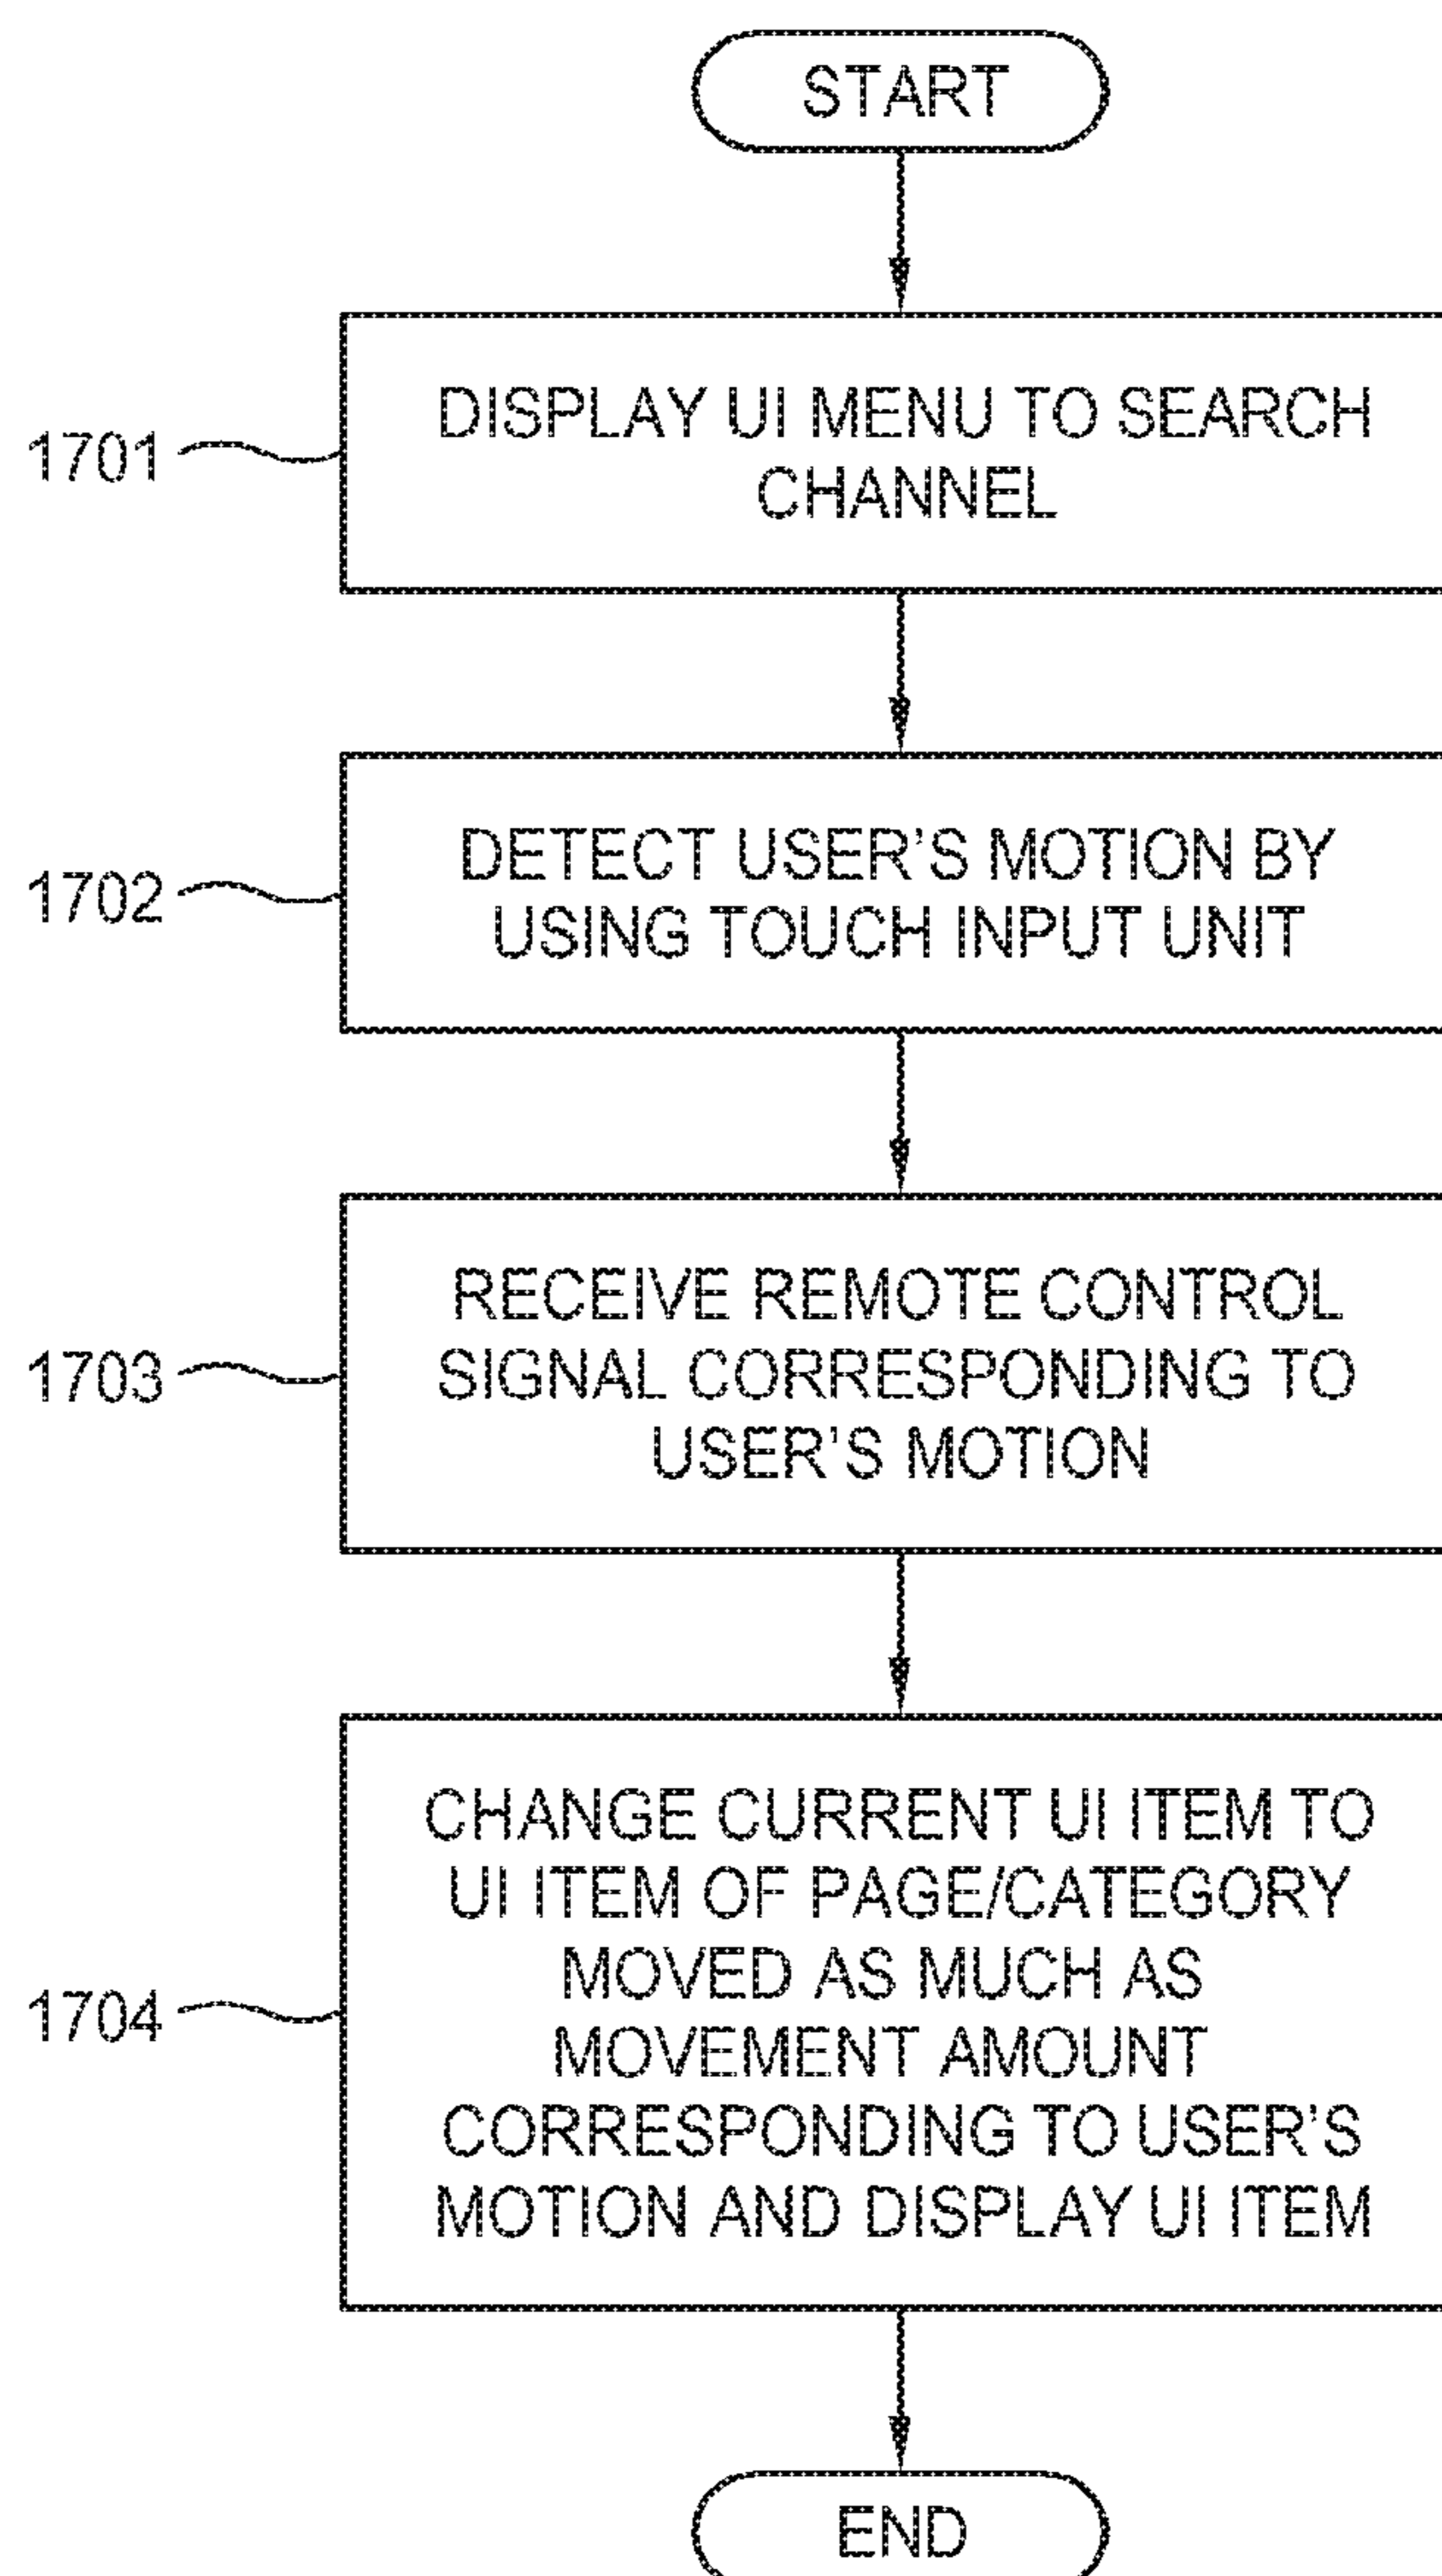 START
DISPLAY UI MENU TO SEARCH
CHANNEL
1701
DETECT USER'S MOTION BY
USING TOUCH INPUT UNIT
1702
RECEIVE REMOTE CONTROL
SIGNAL CORRESPONDING TO
USER'S MOTION
1703
CHANGE CURRENT UI ITEM TO
UI ITEM OF PAGE/CATEGORY
MOVED AS MUCH AS
MOVEMENT AMOUNT
CORRESPONDING TO USER'S
MOTION AND DISPLAY UI ITEM
1704
END